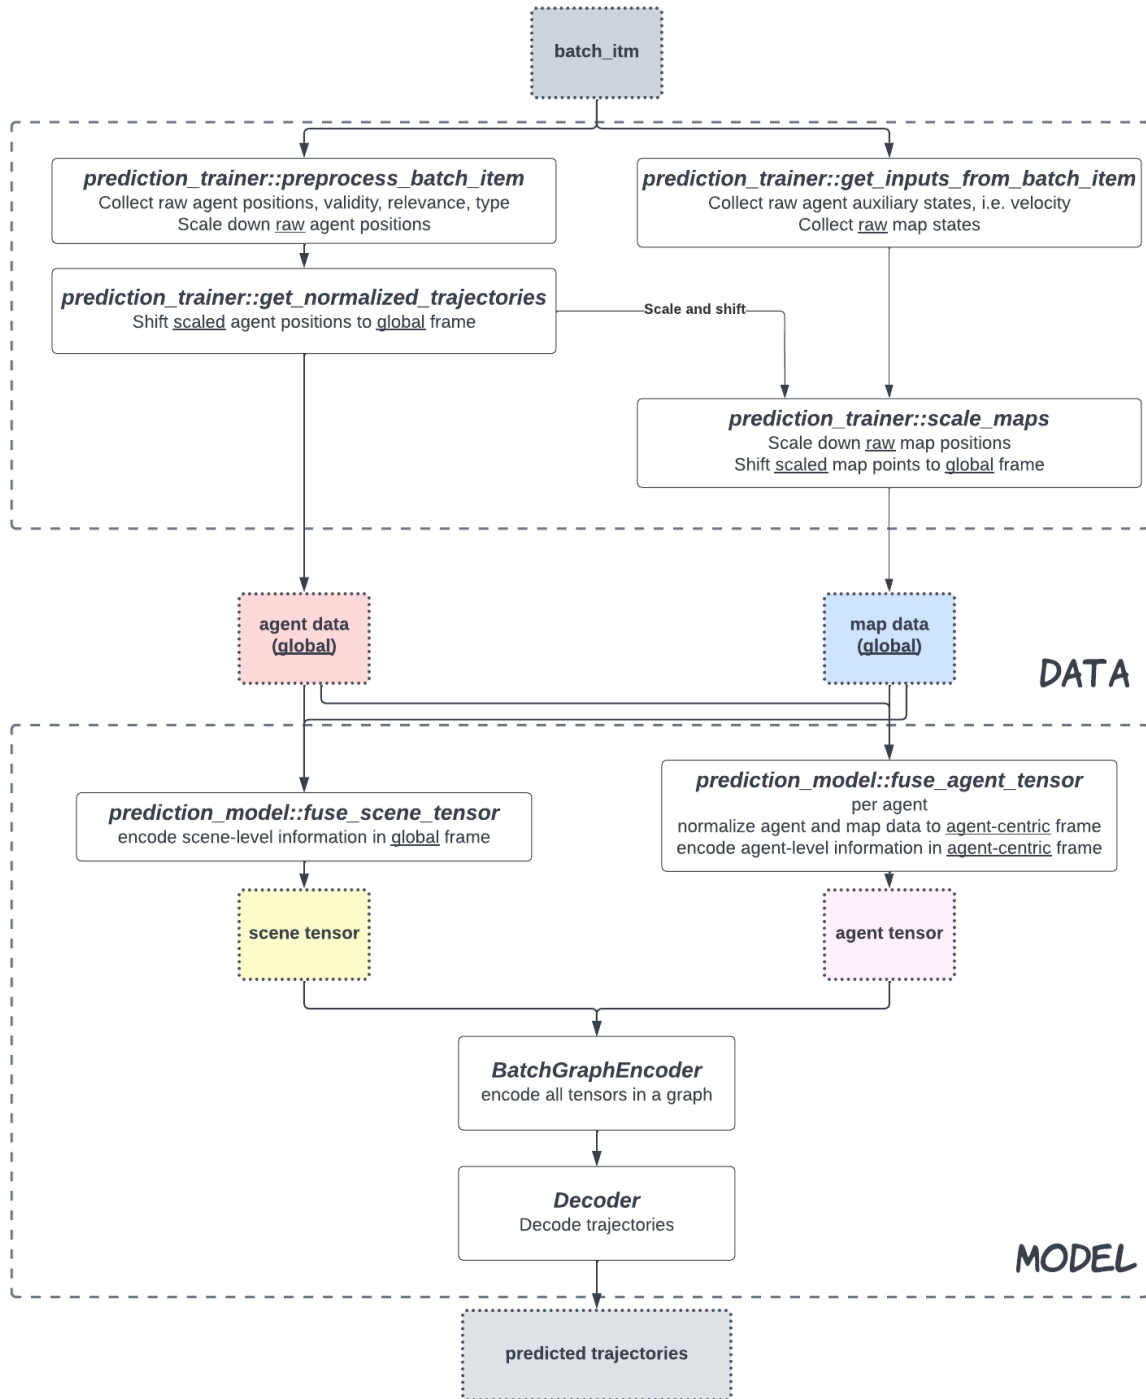 batch_itm
prediction_trainer::preprocess_batch_item
Collect raw agent positions, validity, relevance, type
Scale down raw agent positions
prediction_trainer::get_inputs_from_batch_item
Collect raw agent auxiliary states, i.e. velocity
Collect raw map states
prediction_trainer::get_normalized_trajectories
Shift scaled agent positions to global frame
Scale and shift
prediction_trainer::scale_maps
Scale down raw map positions
Shift scaled map points to global frame
agent data
(global)
map data
(global)
DATA
prediction_model::fuse_scene_tensor
encode scene-level information in global frame
prediction_model::fuse_agent_tensor
per agent
normalize agent and map data to agent-centric frame
encode agent-level information in agent-centric frame
scene tensor
agent tensor
BatchGraphEncoder
encode all tensors in a graph
Decoder
Decode trajectories
MODEL
predicted trajectories